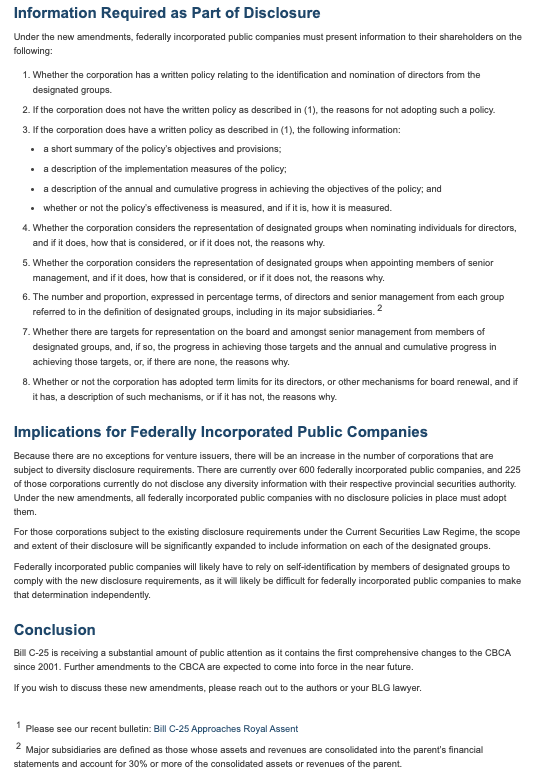 Information Required as Part of Disclosure
Under the new amendments, federally incorporated public companies must present information to their shareholders on the
following:
1. Whether the corporation has a written policy relating to the identification and nomination of directors from the
designated groups.
2. If the corporation does not have the written policy as described in (1), the reasons for not adopting such a policy.
3. If the corporation does have a written policy as described in (1), the following information:
• a short summary of the policy's objectives and provisions;
• a description of the implementation measures of the policy;
• a description of the annual and cumulative progress in achieving the objectives of the policy; and
• whether or not the policy's effectiveness is measured, and if it is, how it is measured.
4. Whether the corporation considers the representation of designated groups when nominating individuals for directors,
and if it does, how that is considered, or if it does not, the reasons why.
5. Whether the corporation considers the representation of designated groups when appointing members of senior
management, and if it does, how that is considered, or if it does not, the reasons why.
6. The number and proportion, expressed in percentage terms, of directors and senior management from each group
referred to in the definition of designated groups, including in its major subsidiaries. 2
7. Whether there are targets for representation on the board and amongst senior management from members of
designated groups, and, if so, the progress in achieving those targets and the annual and cumulative progress in
achieving those targets, or, if there are none, the reasons why.
8. Whether or not the corporation has adopted term limits for its directors, or other mechanisms for board renewal, and if
it has, a description of such mechanisms, or if it has not, the reasons why.
Implications for Federally Incorporated Public Companies
Because there are no exceptions for venture issuers, there will be an increase in the number of corporations that are
subject to diversity disclosure requirements. There are currently over 600 federally incorporated public companies, and 225
of those corporations currently do not disclose any diversity information with their respective provincial securities authority.
Under the new amendments, all federally incorporated public companies with no disclosure policies in place must adopt
them.
For those corporations subject to the existing disclosure requirements under the Current Securities Law Regime, the scope
and extent of their disclosure will be significantly expanded to include information on each of the designated groups.
Federally incorporated public companies will likely have to rely on self-identification by members of designated groups to
comply with the new disclosure requirements, as it will likely be difficult for federally incorporated public companies to make
that determination independently.
Conclusion
Bill C-25 is receiving a substantial amount of public attention as it contains the first comprehensive changes to the CBCA
since 2001. Further amendments to the CBCA are expected to come into force in the near future.
If you wish to discuss these new amendments, please reach out to the authors or your BLG lawyer.
1 Please see our recent bulletin: Bill C-25 Approaches Royal Assent
2 Major subsidiaries are defined as those whose assets and revenues are consolidated into the parent's financial
statements and account for 30% or more of the consolidated assets or revenues of the parent.